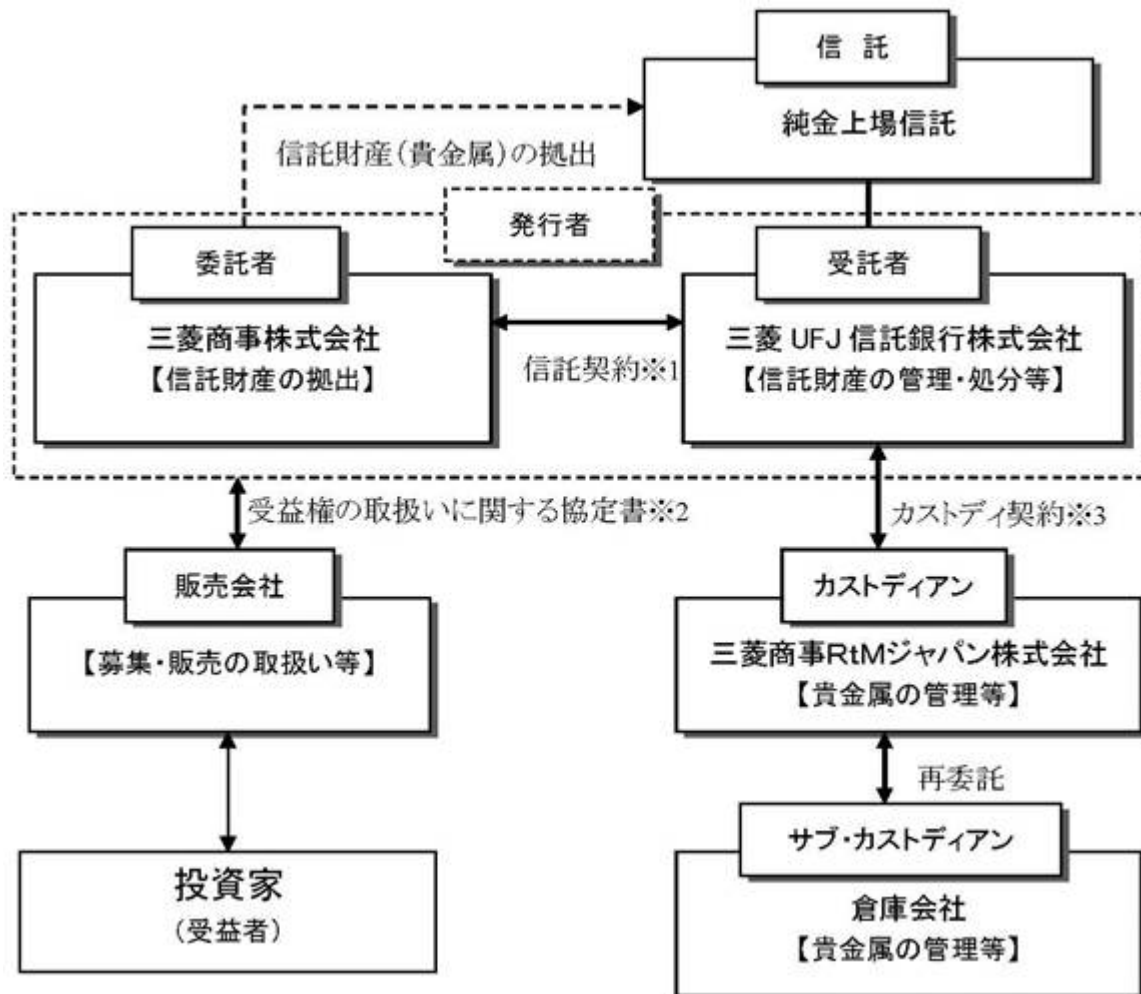 信 託
純金上場信託
信託財産(貴金属)の拠出
発行者
委託者
三菱商事株式会社
【信託財産の拠出】
信託契約※1
受託者
三菱 UFJ 信託銀行株式会社
【信託財産の管理・処分等】
受益権の取扱いに関する協定書※2
カストディ契約※3
販売会社
【募集・販売の取扱い等】
カストディアン
三菱商事RtMジャパン株式会社
【貴金属の管理等】
再委託
投資家
(受益者)
サブ・カストディアン
倉庫会社
【貴金属の管理等】